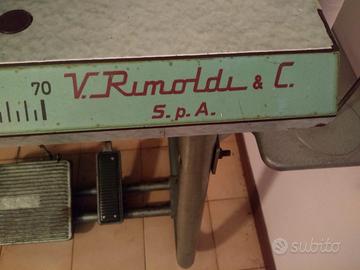 70 V. Rimoldi & C.
S.p.A.
subito